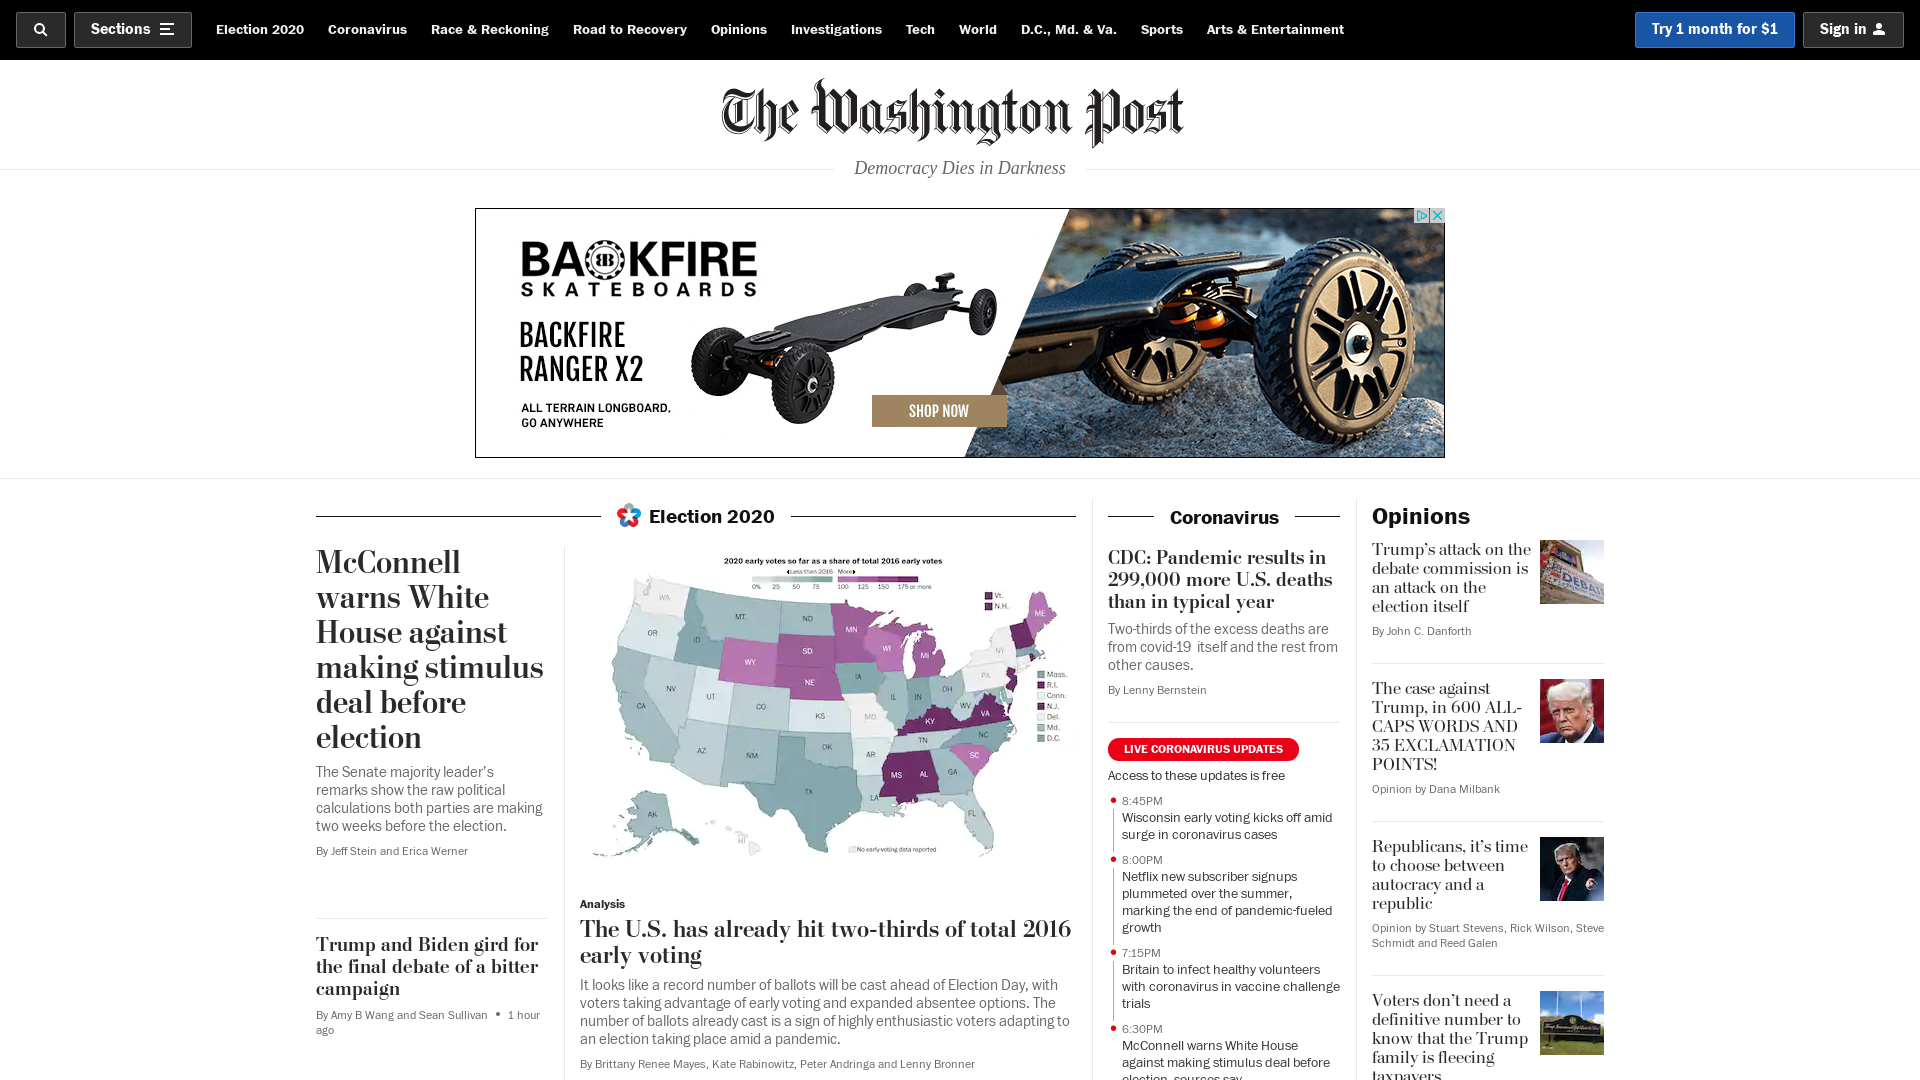 Sections
Election 2020
Coronavirus
Race & Reckoning
Road to Recovery
Opinions
Investigations
Tech
World
D.C., Md. & Va.
Sports
Arts & Entertainment
Try 1 month for $1
Sign in
The Washington Post
Democracy Dies in Darkness
BACKFIRE
SKATEBOARDS
BACKFIRE
RANGER X2
ALL TERRAIN LONGBOARD,
GO ANYWHERE
SHOP NOW
Election 2020
McConnell
warns White
House against
making stimulus
deal before
election
The Senate majority leader's
remarks show the raw political
calculations both parties are making
two weeks before the election.
By Jeff Stein and Erica Werner
Trump and Biden gird for
the final debate of a bitter
campaign
By Amy B Wang and Sean Sullivan • 1 hour
ago
2020 early votes so far as a share of total 2016 early votes
Less than 2016 More
0% 25 50 75 100 125 150 175 or more
WA
OR
CA
NV
ID
MT
WY
UT
AZ
CO
NM
ND
SD
NE
KS
OK
TX
MN
IA
MO
AR
LA
WI
IL
MI
IN
OH
KY
TN
MS
AL
GA
FL
SC
NC
VA
WV
PA
NY
ME
AK
HI
Vt.
N.H.
Mass.
R.I.
Conn.
N.J.
Del.
Md.
D.C.
No early-voting data reported
Analysis
The U.S. has already hit two-thirds of total 2016
early voting
It looks like a record number of ballots will be cast ahead of Election Day, with
voters taking advantage of early voting and expanded absentee options. The
number of ballots already cast is a sign of highly enthusiastic voters adapting to
an election taking place amid a pandemic.
By Brittany Renee Mayes, Kate Rabinowitz, Peter Andringa and Lenny Bronner
Coronavirus
CDC: Pandemic results in
299,000 more U.S. deaths
than in typical year
Two-thirds of the excess deaths are
from covid-19 itself and the rest from
other causes.
By Lenny Bernstein
LIVE CORONAVIRUS UPDATES
Access to these updates is free
8:45PM
Wisconsin early voting kicks off amid
surge in coronavirus cases
8:00PM
Netflix new subscriber signups
plummeted over the summer,
marking the end of pandemic-fueled
growth
7:15PM
Britain to infect healthy volunteers
with coronavirus in vaccine challenge
trials
6:30PM
McConnell warns White House
against making stimulus deal before
election, sources say
Opinions
Trump's attack on the
debate commission is
an attack on the
election itself
By John C. Danforth
DEBATE
The case against
Trump, in 600 ALL-
CAPS WORDS AND
35 EXCLAMATION
POINTS!
Opinion by Dana Milbank
Republicans, it's time
to choose between
autocracy and a
republic
Opinion by Stuart Stevens, Rick Wilson, Steve
Schmidt and Reed Galen
Voters don't need a
definitive number to
know that the Trump
family is fleecing
taxpayers